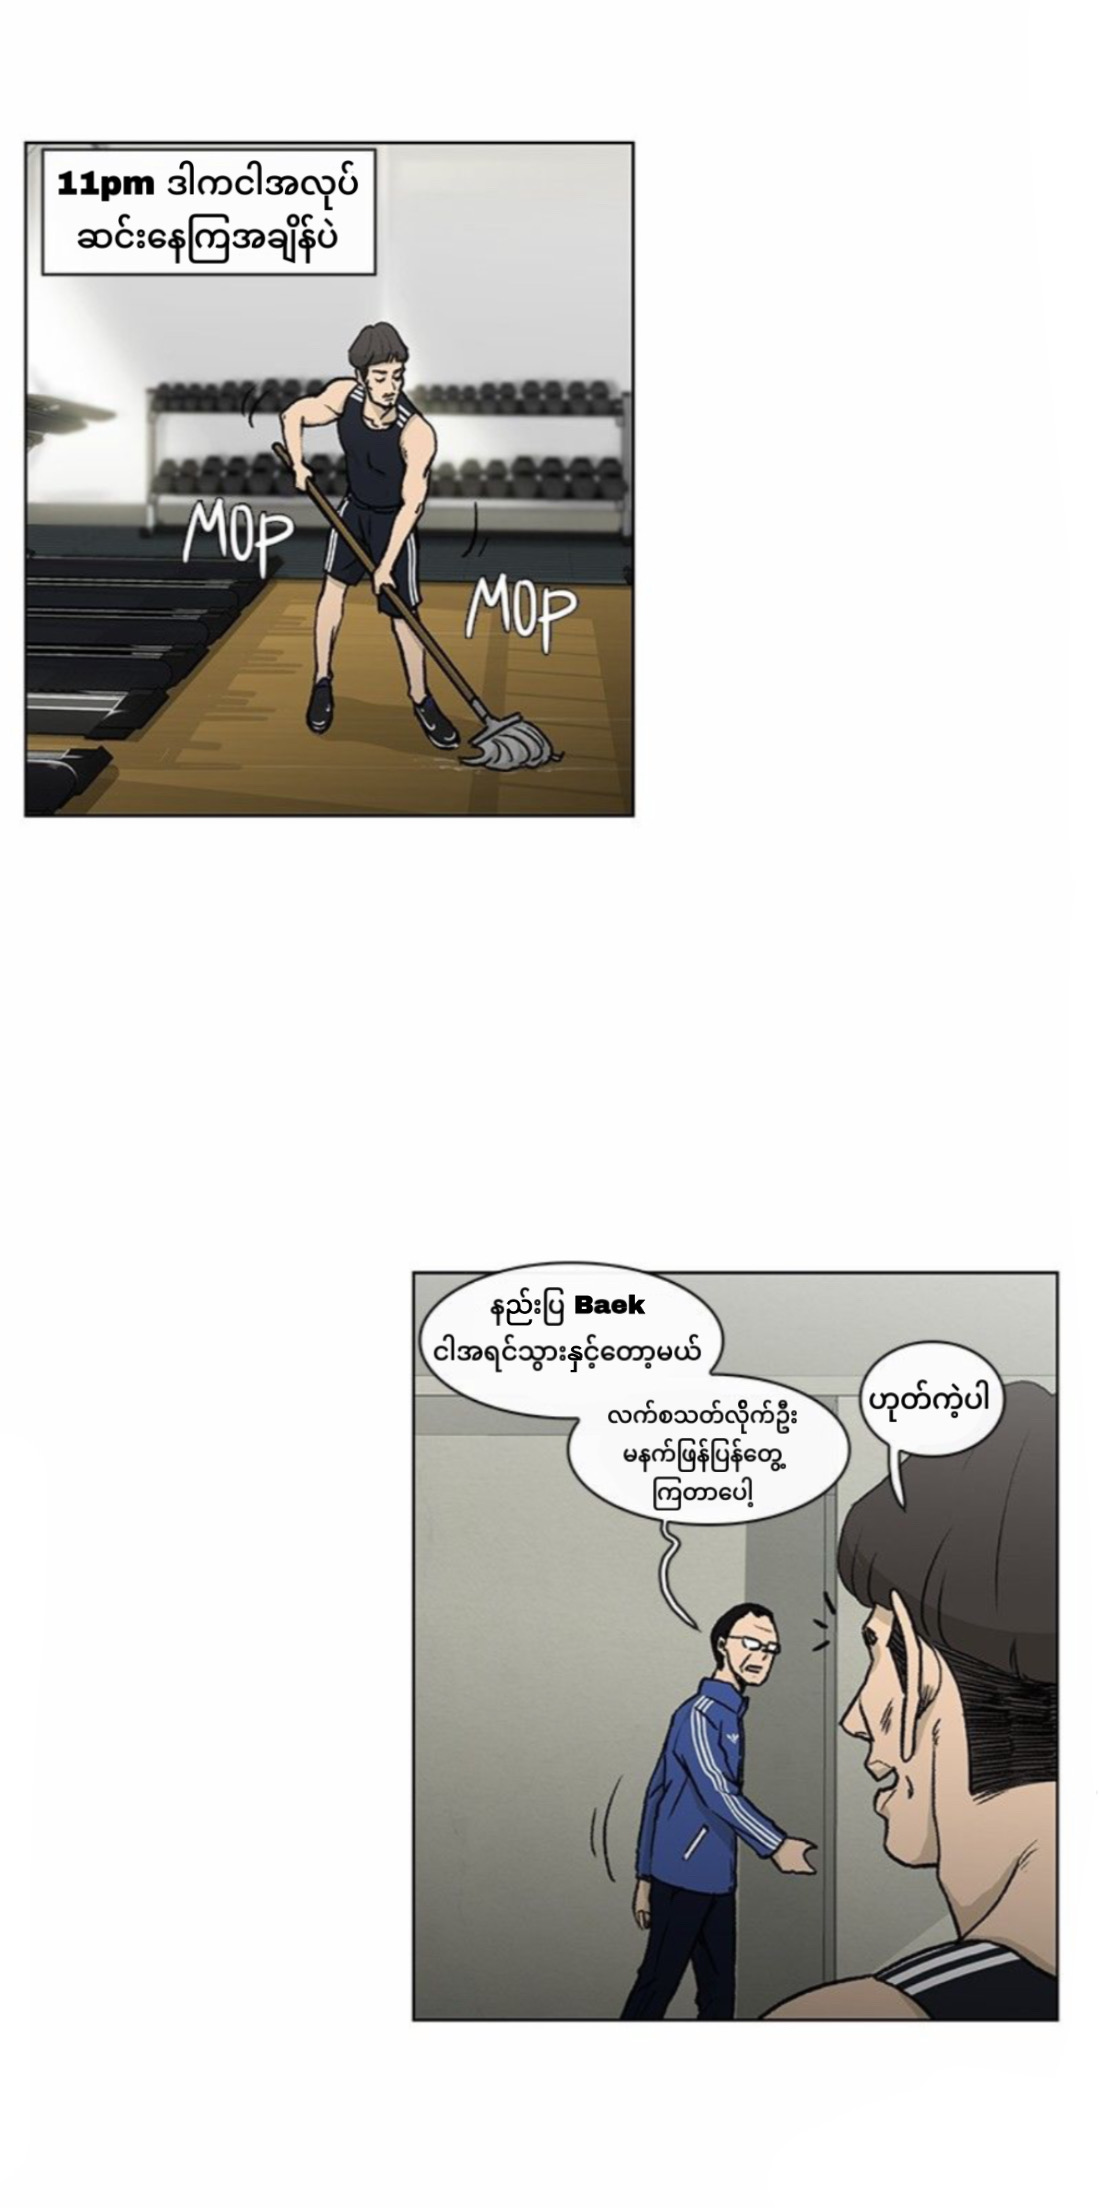 11pm ဒါကငါအလုပ်
ဆင်းနေကြအချိန်ပဲ
MOP
MOP
နည်းပြ Baek
ငါအရင်သွားနှင့်တော့မယ်
လက်စသတ်လိုက်ဦး
မနက်ဖြန်ပြန်တွေ့
ကြတာပေါ့
ဟုတ်ကဲ့ပါ